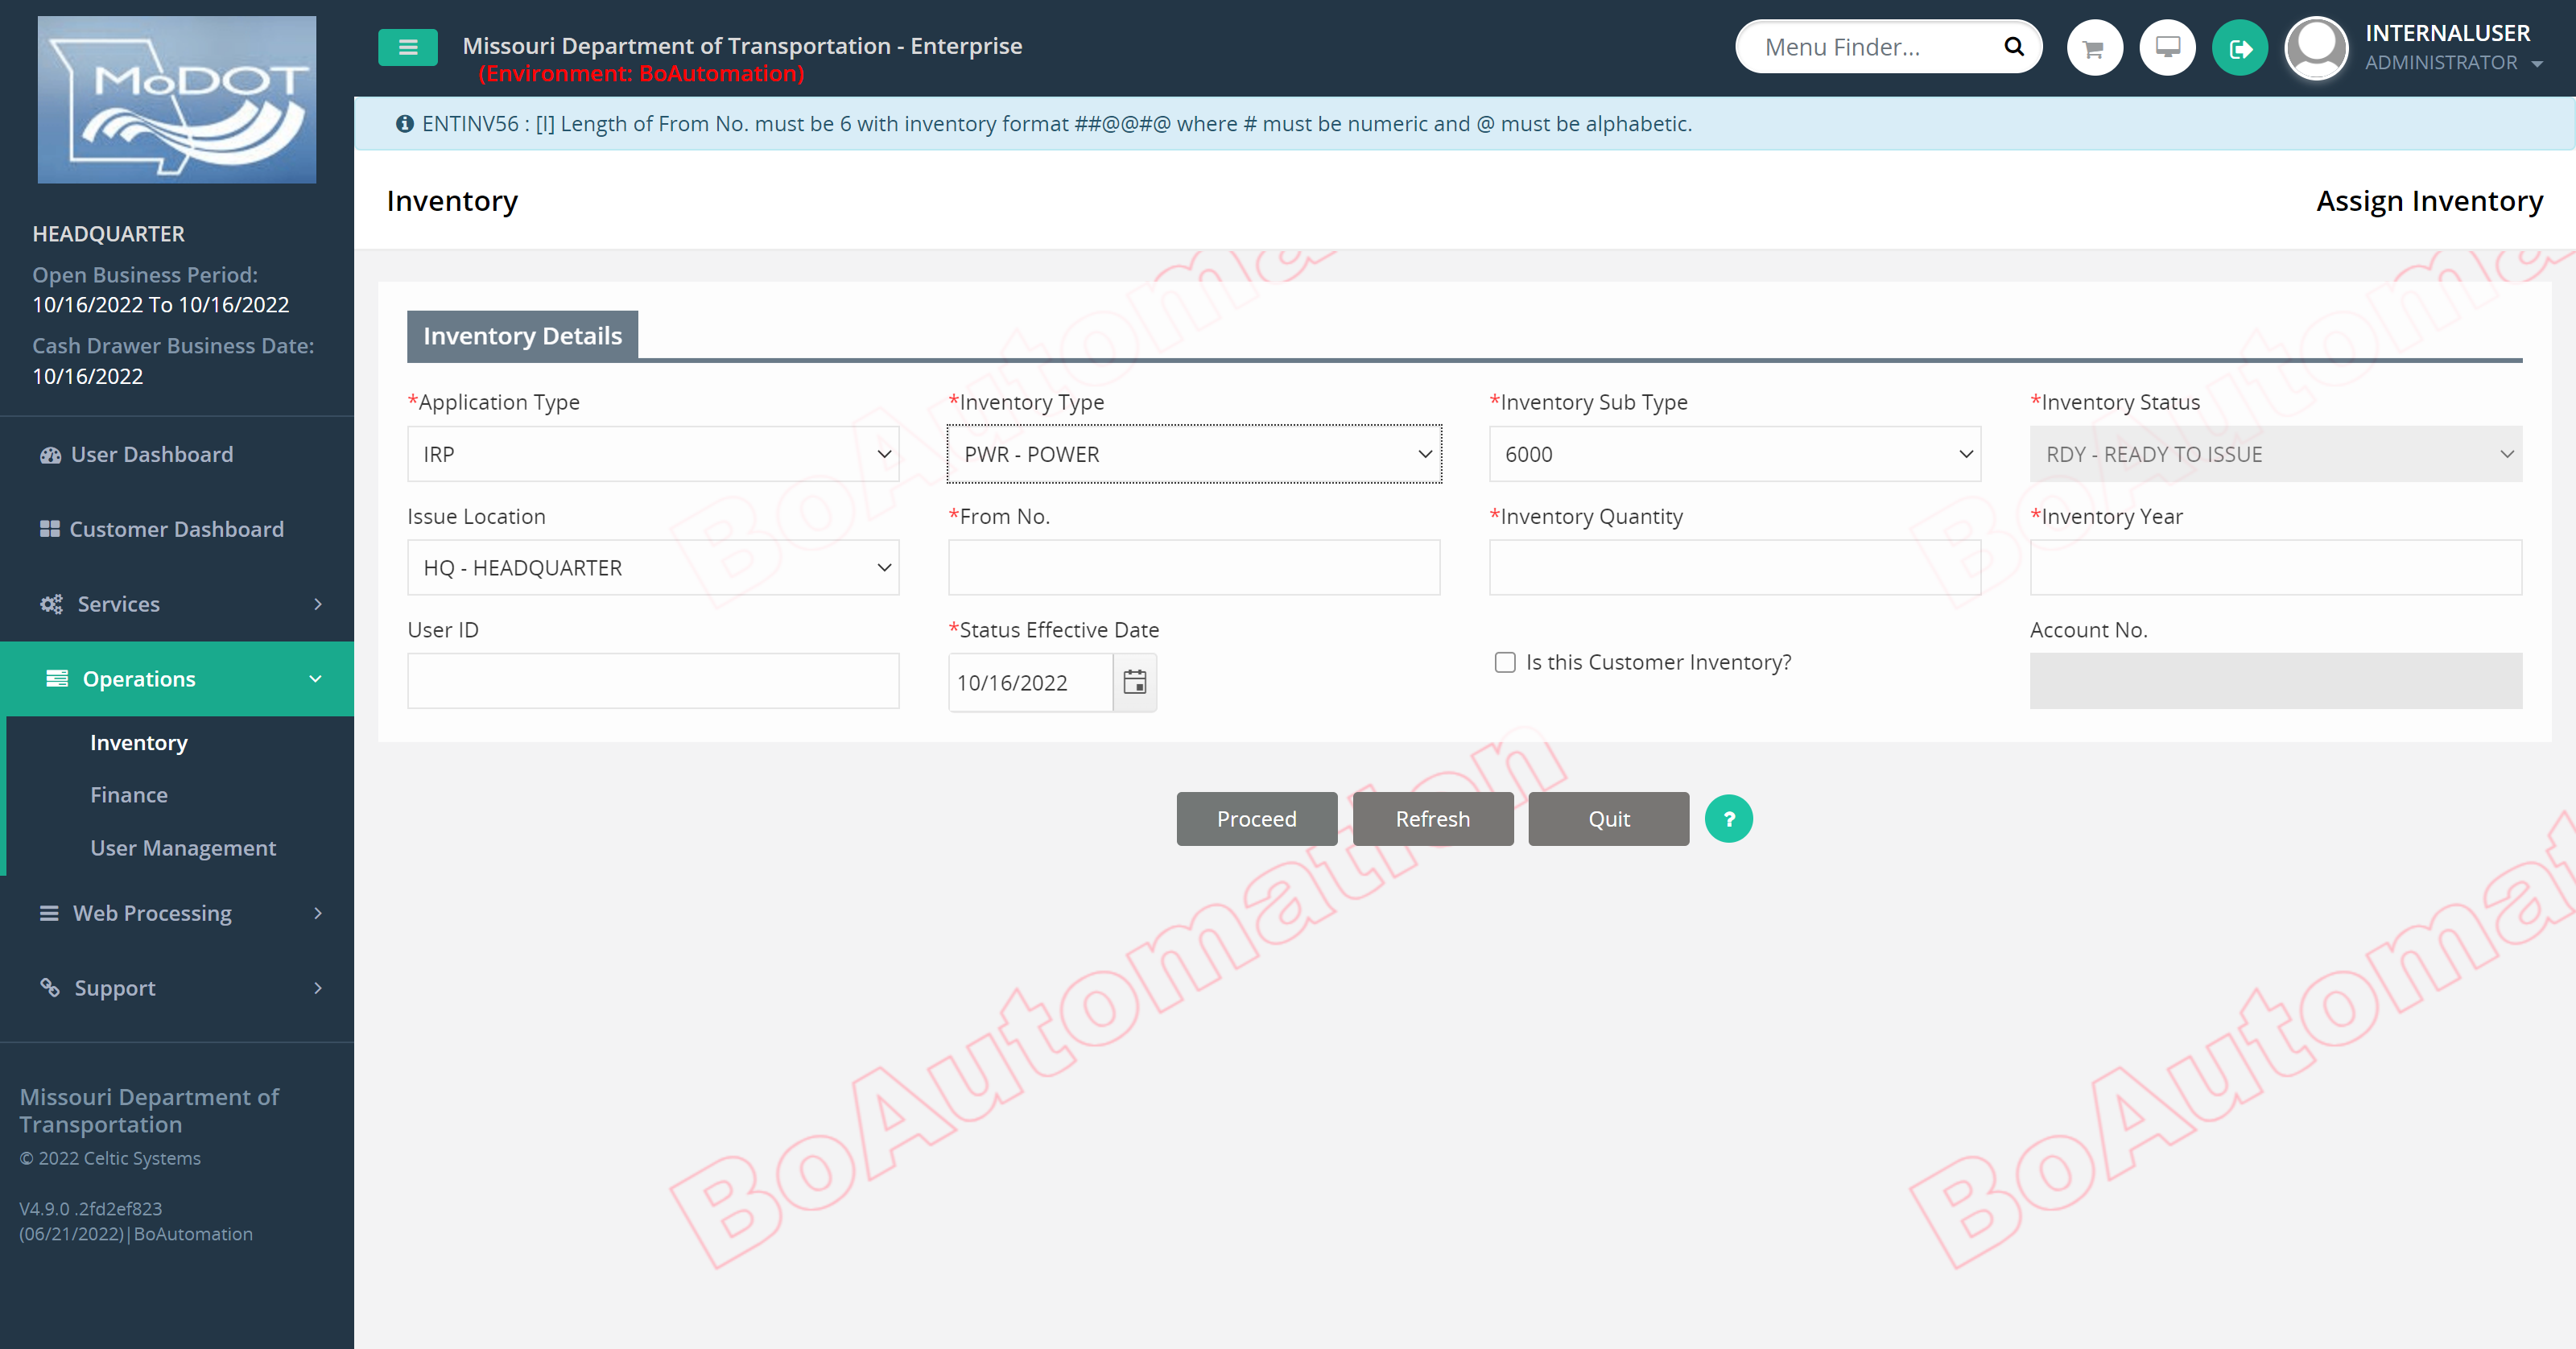 MoDOT
Missouri Department of Transportation - Enterprise
(Environment: BoAutomation)
Menu Finder...
INTERNALUSER
ADMINISTRATOR
ENTINV56 : [I] Length of From No. must be 6 with inventory format ##@@#@ where # must be numeric and @ must be alphabetic.
Inventory
Assign Inventory
HEADQUARTER
Open Business Period:
10/16/2022 To 10/16/2022
Cash Drawer Business Date:
10/16/2022
User Dashboard
Customer Dashboard
Services
Operations
Inventory
Finance
User Management
Web Processing
Support
Missouri Department of
Transportation
© 2022 Celtic Systems
V4.9.0 .2fd2ef823
(06/21/2022)|BoAutomation
Inventory Details
*Application Type
IRP
*Inventory Type
PWR - POWER
*Inventory Sub Type
6000
*Inventory Status
RDY - READY TO ISSUE
Issue Location
HQ - HEADQUARTER
*From No.
*Inventory Quantity
*Inventory Year
User ID
*Status Effective Date
10/16/2022
Is this Customer Inventory?
Account No.
Proceed
Refresh
Quit
?
BoAutoma
BoAutoma
BoAutomation
BoAutomat